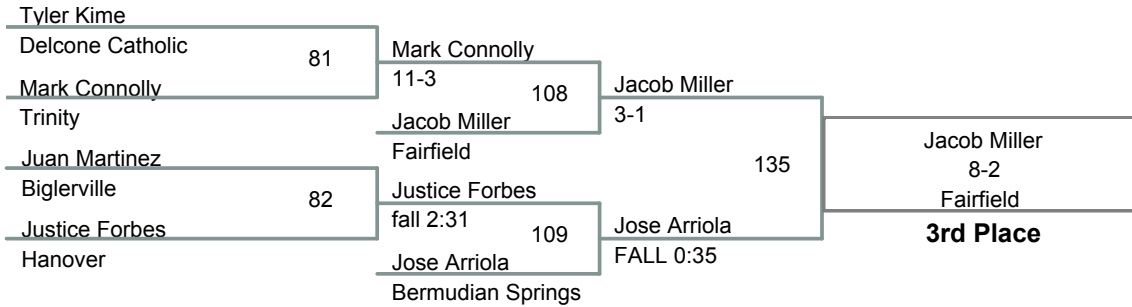 Tyler Kime
Delcone Catholic
81
Mark Connolly
Trinity
Juan Martinez
Biglerville
82
Justice Forbes
Hanover
Mark Connolly
11-3
108
Jacob Miller
Fairfield
Justice Forbes
fall 2:31
109
Jose Arriola
Bermudian Springs
Jacob Miller
3-1
135
Jose Arriola
FALL 0:35
Jacob Miller
8-2
Fairfield
3rd Place